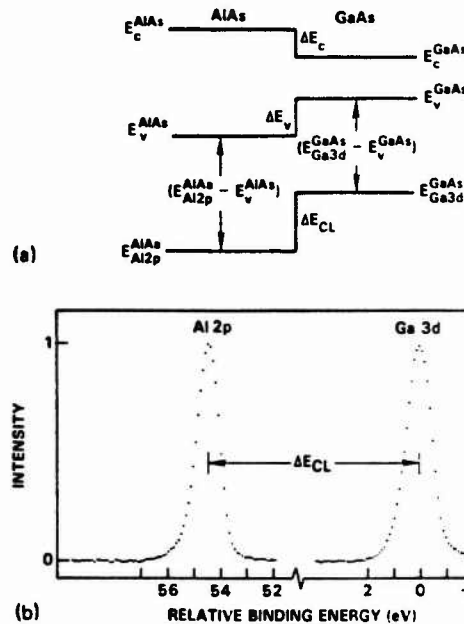 AlAs GaAs
E_c^AlAs ΔE_c E_c^GaAs
E_v^GaAs
E_v^AlAs ΔE_v
(E_Ga3d^GaAs – E_v^GaAs)
(E_Al2p^AlAs – E_v^AlAs) E_Ga3d^GaAs
ΔE_CL
(a) E_Al2p^AlAs
(b)
Al 2p Ga 3d
1
INTENSITY
ΔE_CL
0
56 54 52 2 0
RELATIVE BINDING ENERGY (eV)